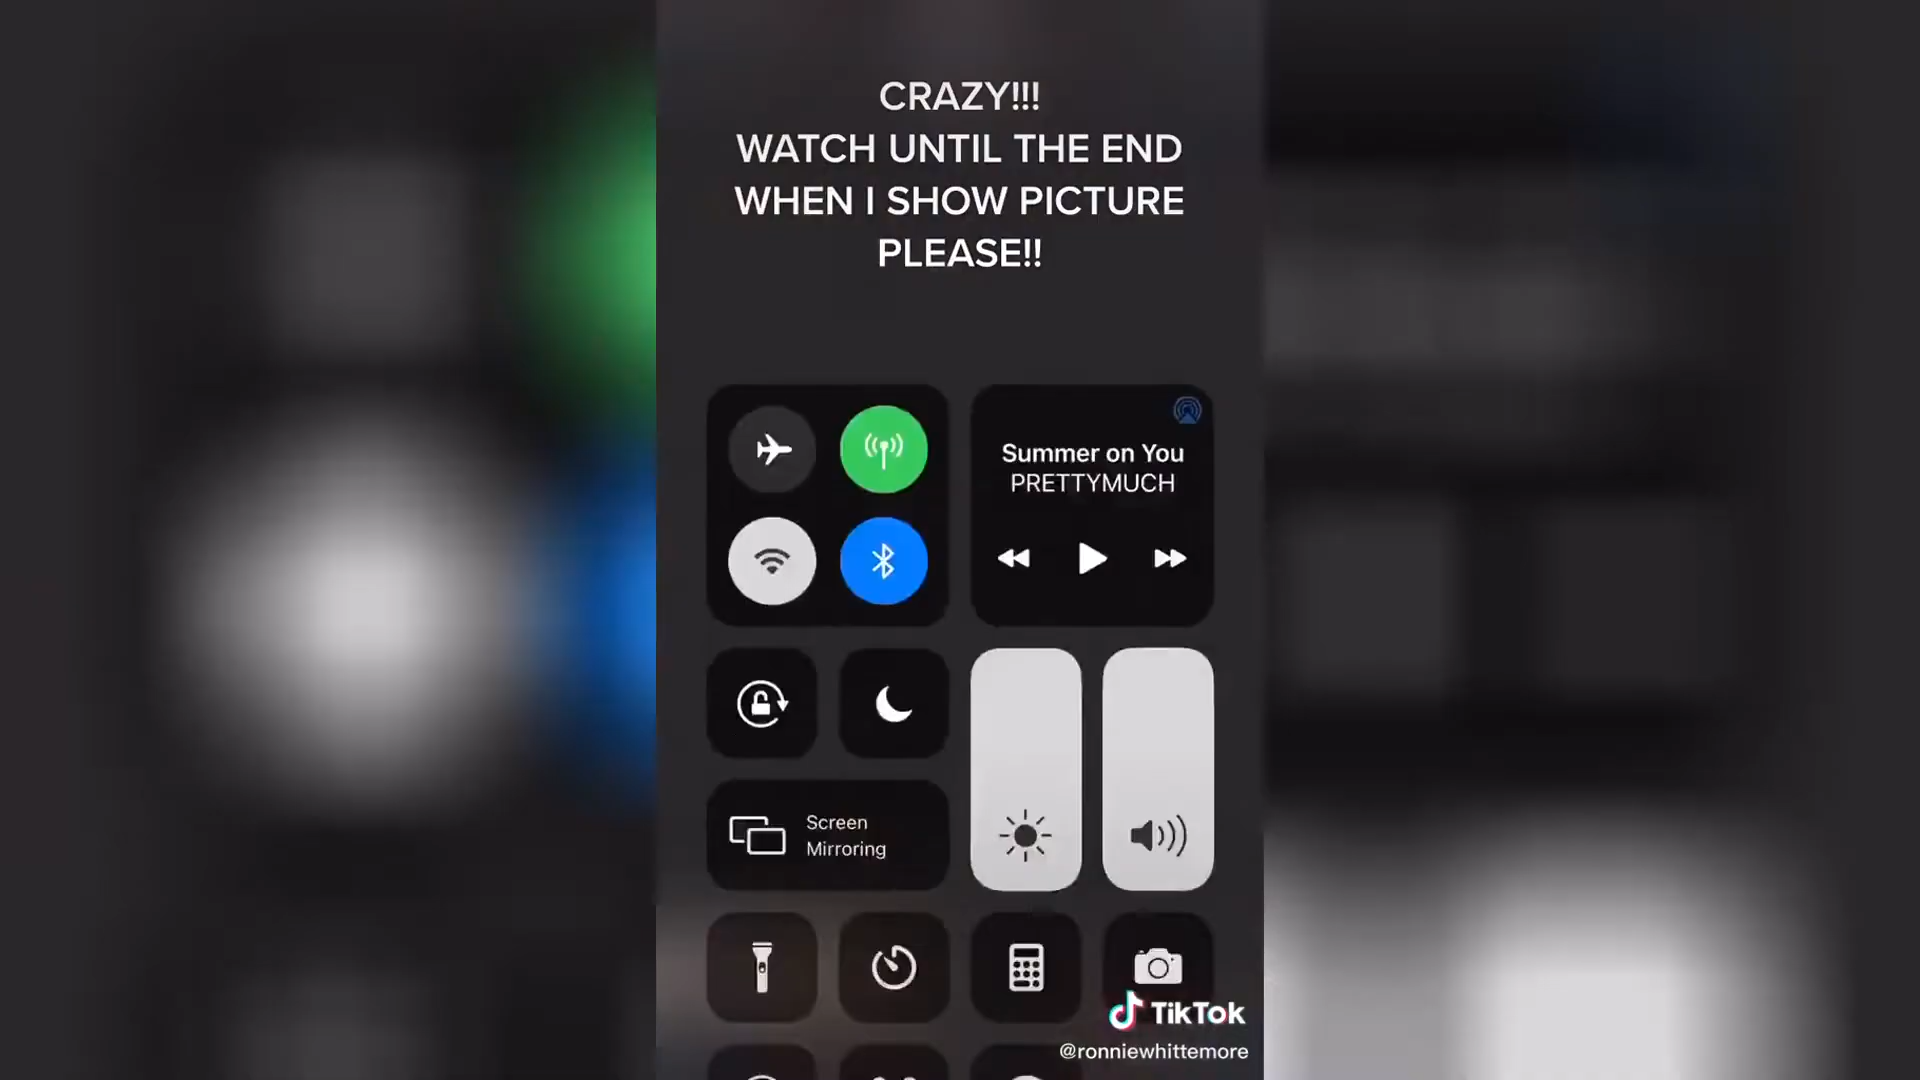 CRAZY!!!
WATCH UNTIL THE END
WHEN I SHOW PICTURE
PLEASE!!
Summer on You
PRETTYMUCH
Screen
Mirroring
TikTok
@ronniewhittemore